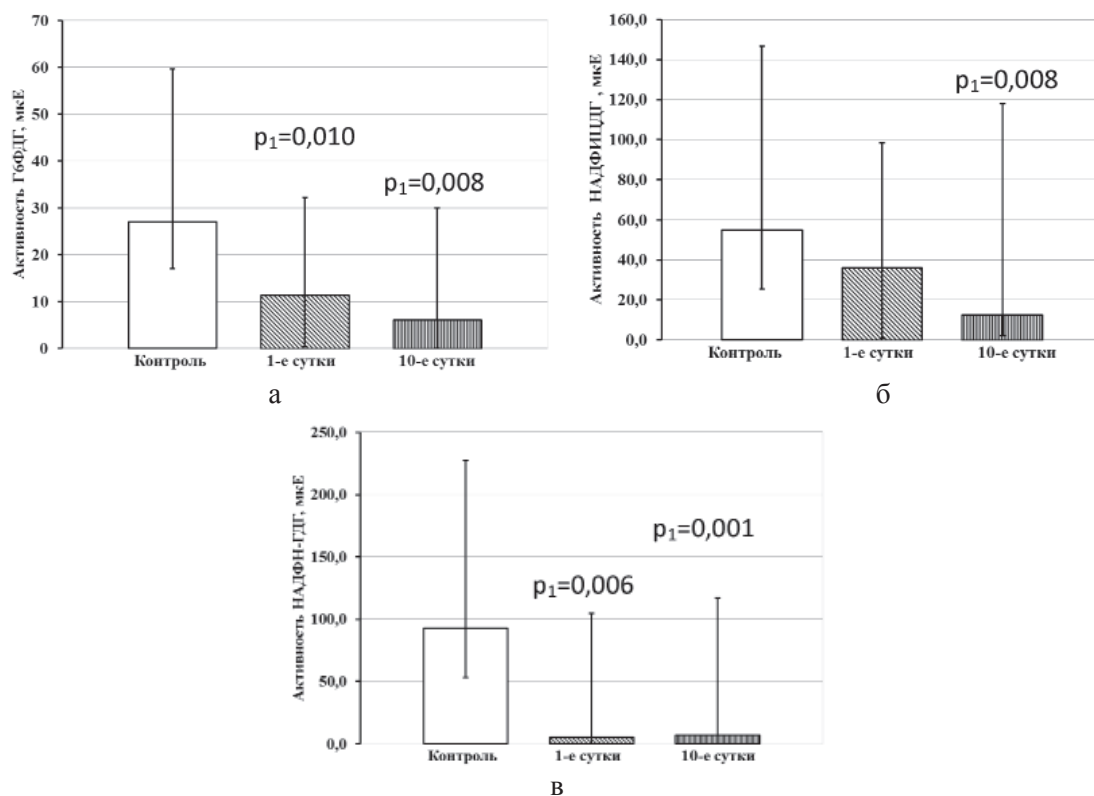 Активность Г6ФДГ, мкЕ
70
60
50
40
30
20
10
0
p₁=0,010
p₁=0,008
Контроль 1-е сутки 10-е сутки
а
Активность НАДФИЦДГ , мкЕ
160,0
140,0
120,0
100,0
80,0
60,0
40,0
20,0
0,0
p₁=0,008
Контроль 1-е сутки 10-е сутки
б
Активность НАДФН-ГДГ, мкЕ
250,0
200,0
150,0
100,0
50,0
0,0
p₁=0,006
p₁=0,001
Контроль 1-е сутки 10-е сутки
в